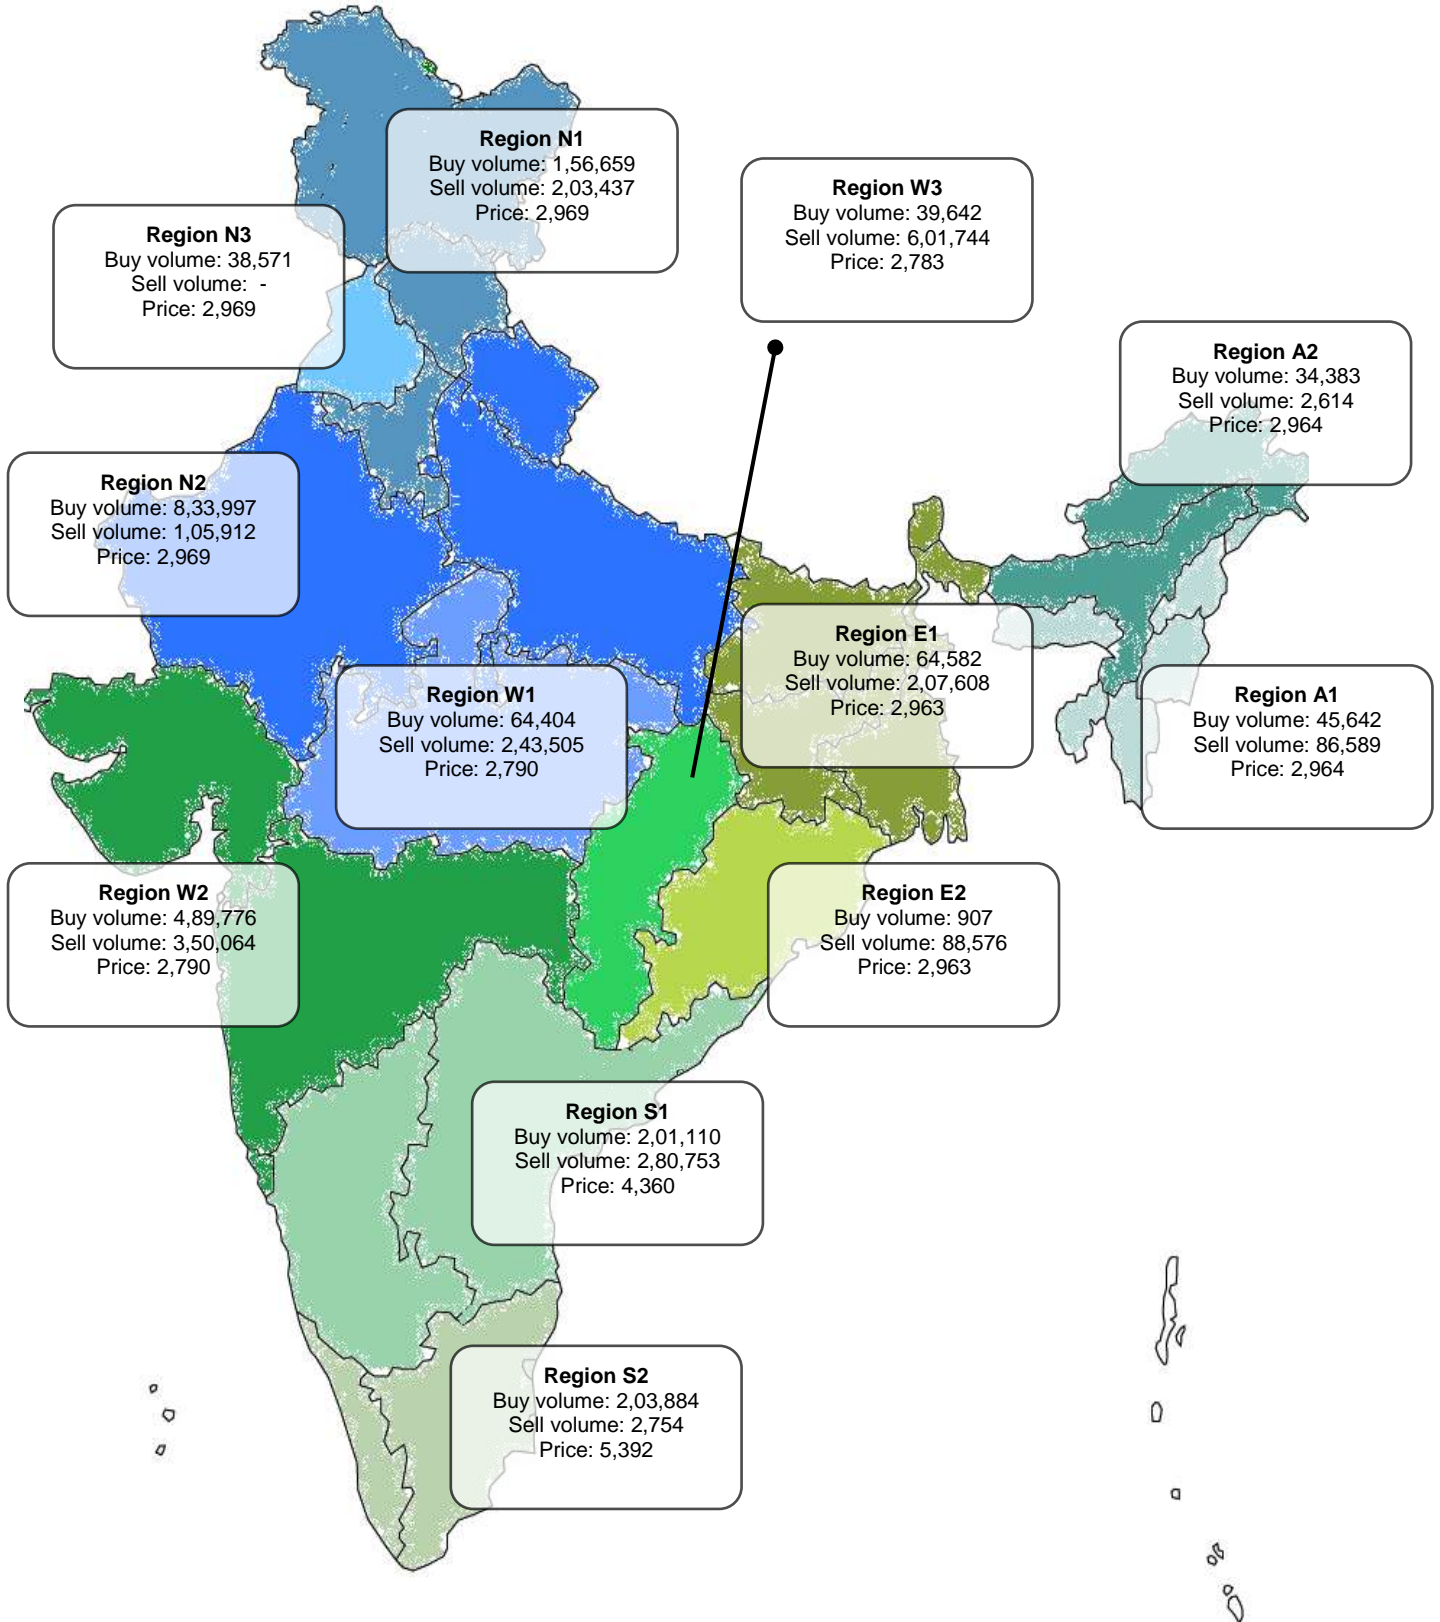 Region N1
Buy volume: 1,56,659
Sell volume: 2,03,437
Price: 2,969
Region W3
Buy volume: 39,642
Sell volume: 6,01,744
Price: 2,783
Region N3
Buy volume: 38,571
Sell volume: -
Price: 2,969
Region A2
Buy volume: 34,383
Sell volume: 2,614
Price: 2,964
Region N2
Buy volume: 8,33,997
Sell volume: 1,05,912
Price: 2,969
Region E1
Buy volume: 64,582
Sell volume: 2,07,608
Price: 2,963
Region W1
Buy volume: 64,404
Sell volume: 2,43,505
Price: 2,790
Region A1
Buy volume: 45,642
Sell volume: 86,589
Price: 2,964
Region W2
Buy volume: 4,89,776
Sell volume: 3,50,064
Price: 2,790
Region E2
Buy volume: 907
Sell volume: 88,576
Price: 2,963
Region S1
Buy volume: 2,01,110
Sell volume: 2,80,753
Price: 4,360
Region S2
Buy volume: 2,03,884
Sell volume: 2,754
Price: 5,392